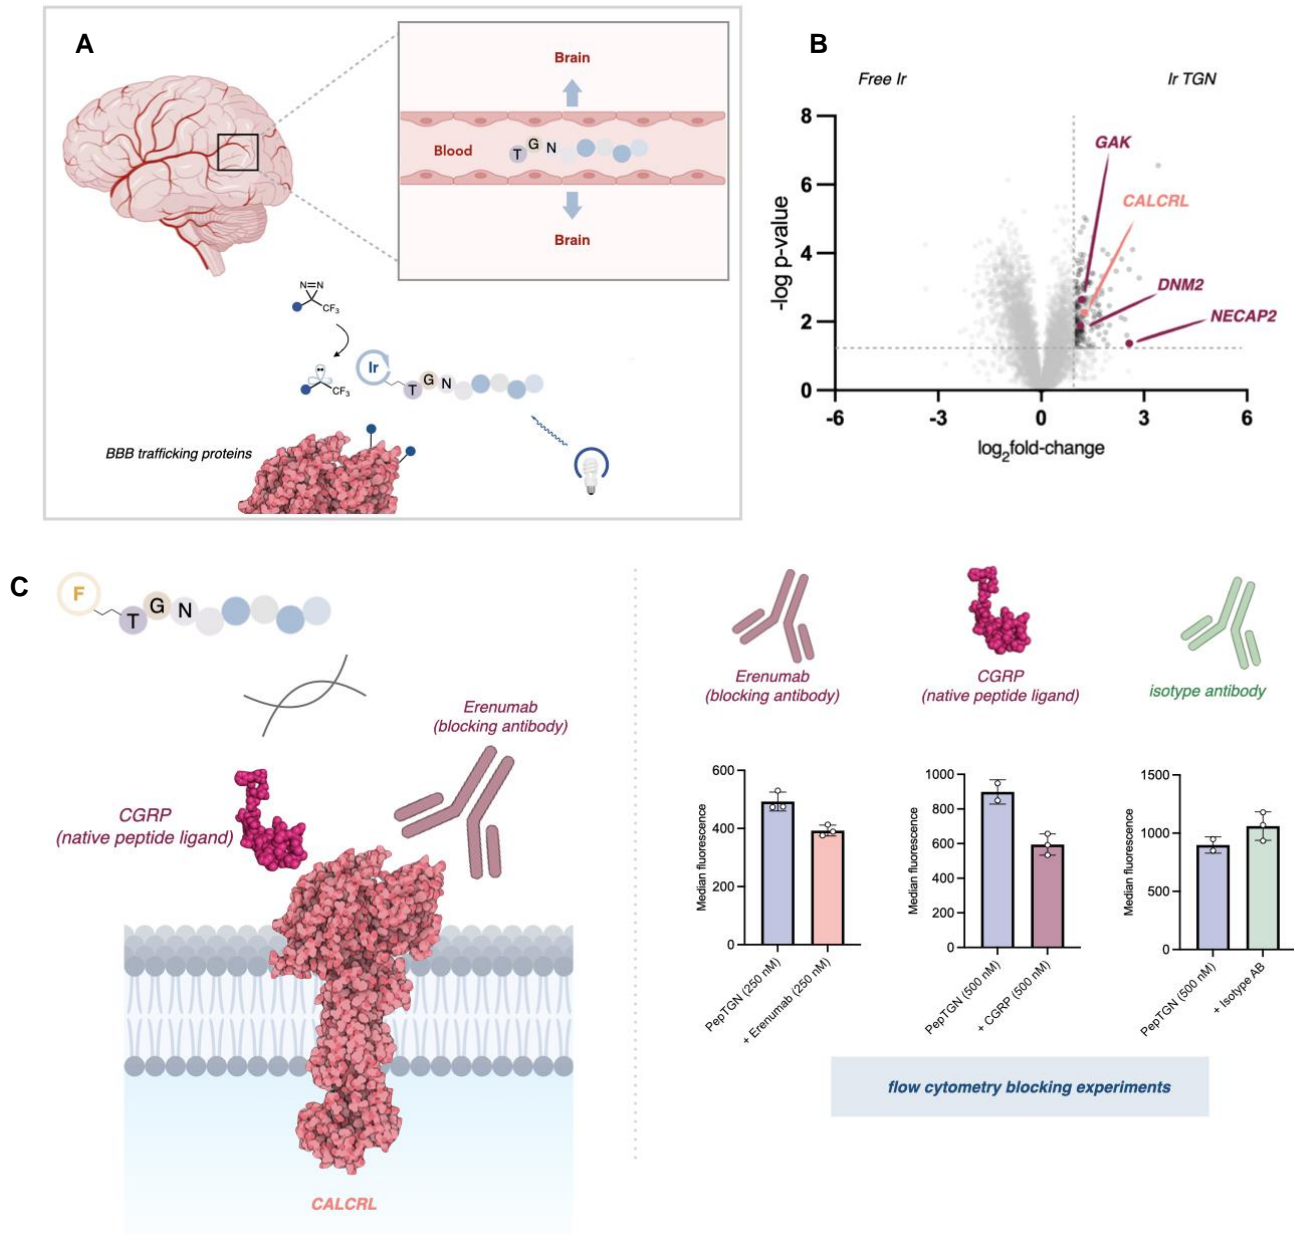 A
Brain
Blood
T G N
Brain
N=N
CF3
CF3
Ir
T G N
BBB trafficking proteins
B
Free Ir
Ir TGN
8
6
4
2
0
-log p-value
GAK
CALCRL
DNM2
NECAP2
-6 -3 0 3 6
log2fold-change
C
F
T G N
Erenumab
(blocking antibody)
CGRP
(native peptide ligand)
CALCRL
Erenumab
(blocking antibody)
CGRP
(native peptide ligand)
isotype antibody
600
400
200
0
Median fluorescence
PepTGN (250 nM)
+ Erenumab (250 nM)
1000
800
600
400
200
0
Median fluorescence
PepTGN (500 nM)
+ CGRP (500 nM)
1500
1000
500
0
Median fluorescence
PepTGN (500 nM)
+ Isotype AB
flow cytometry blocking experiments